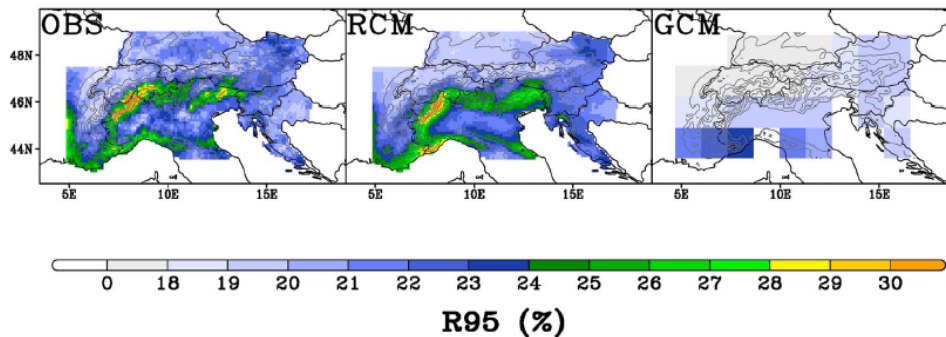 OBS RCM GCM
48N
46N
44N
5E 10E 15E 5E 10E 15E 5E 10E 15E
0 18 19 20 21 22 23 24 25 26 27 28 29 30
R95 (%)